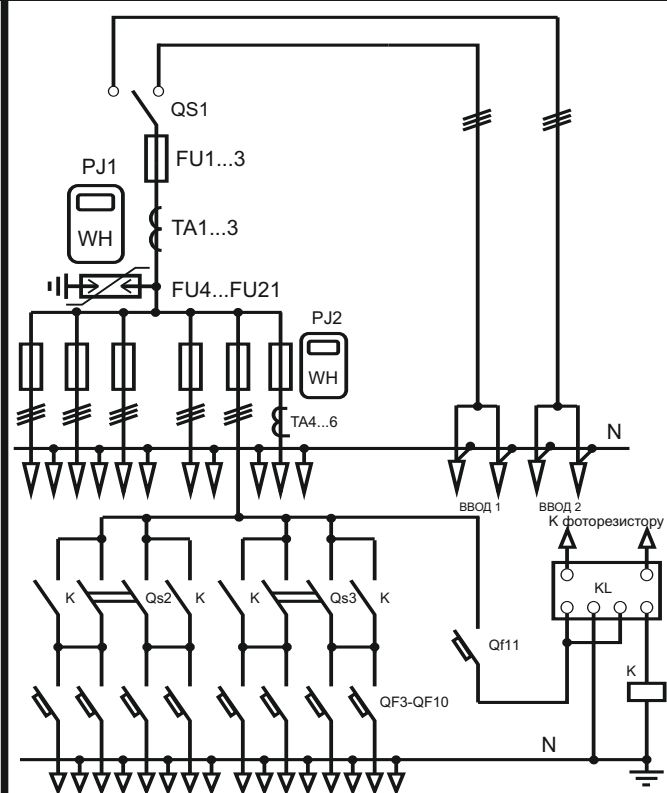 QS1
FU1...3
PJ1
WH
TA1...3
FU4...FU21
PJ2
WH
TA4...6
N
ВВОД 1
ВВОД 2
К фоторезистору
K
Qs2
K
K
Qs3
K
KL
Qf11
K
QF3-QF10
N